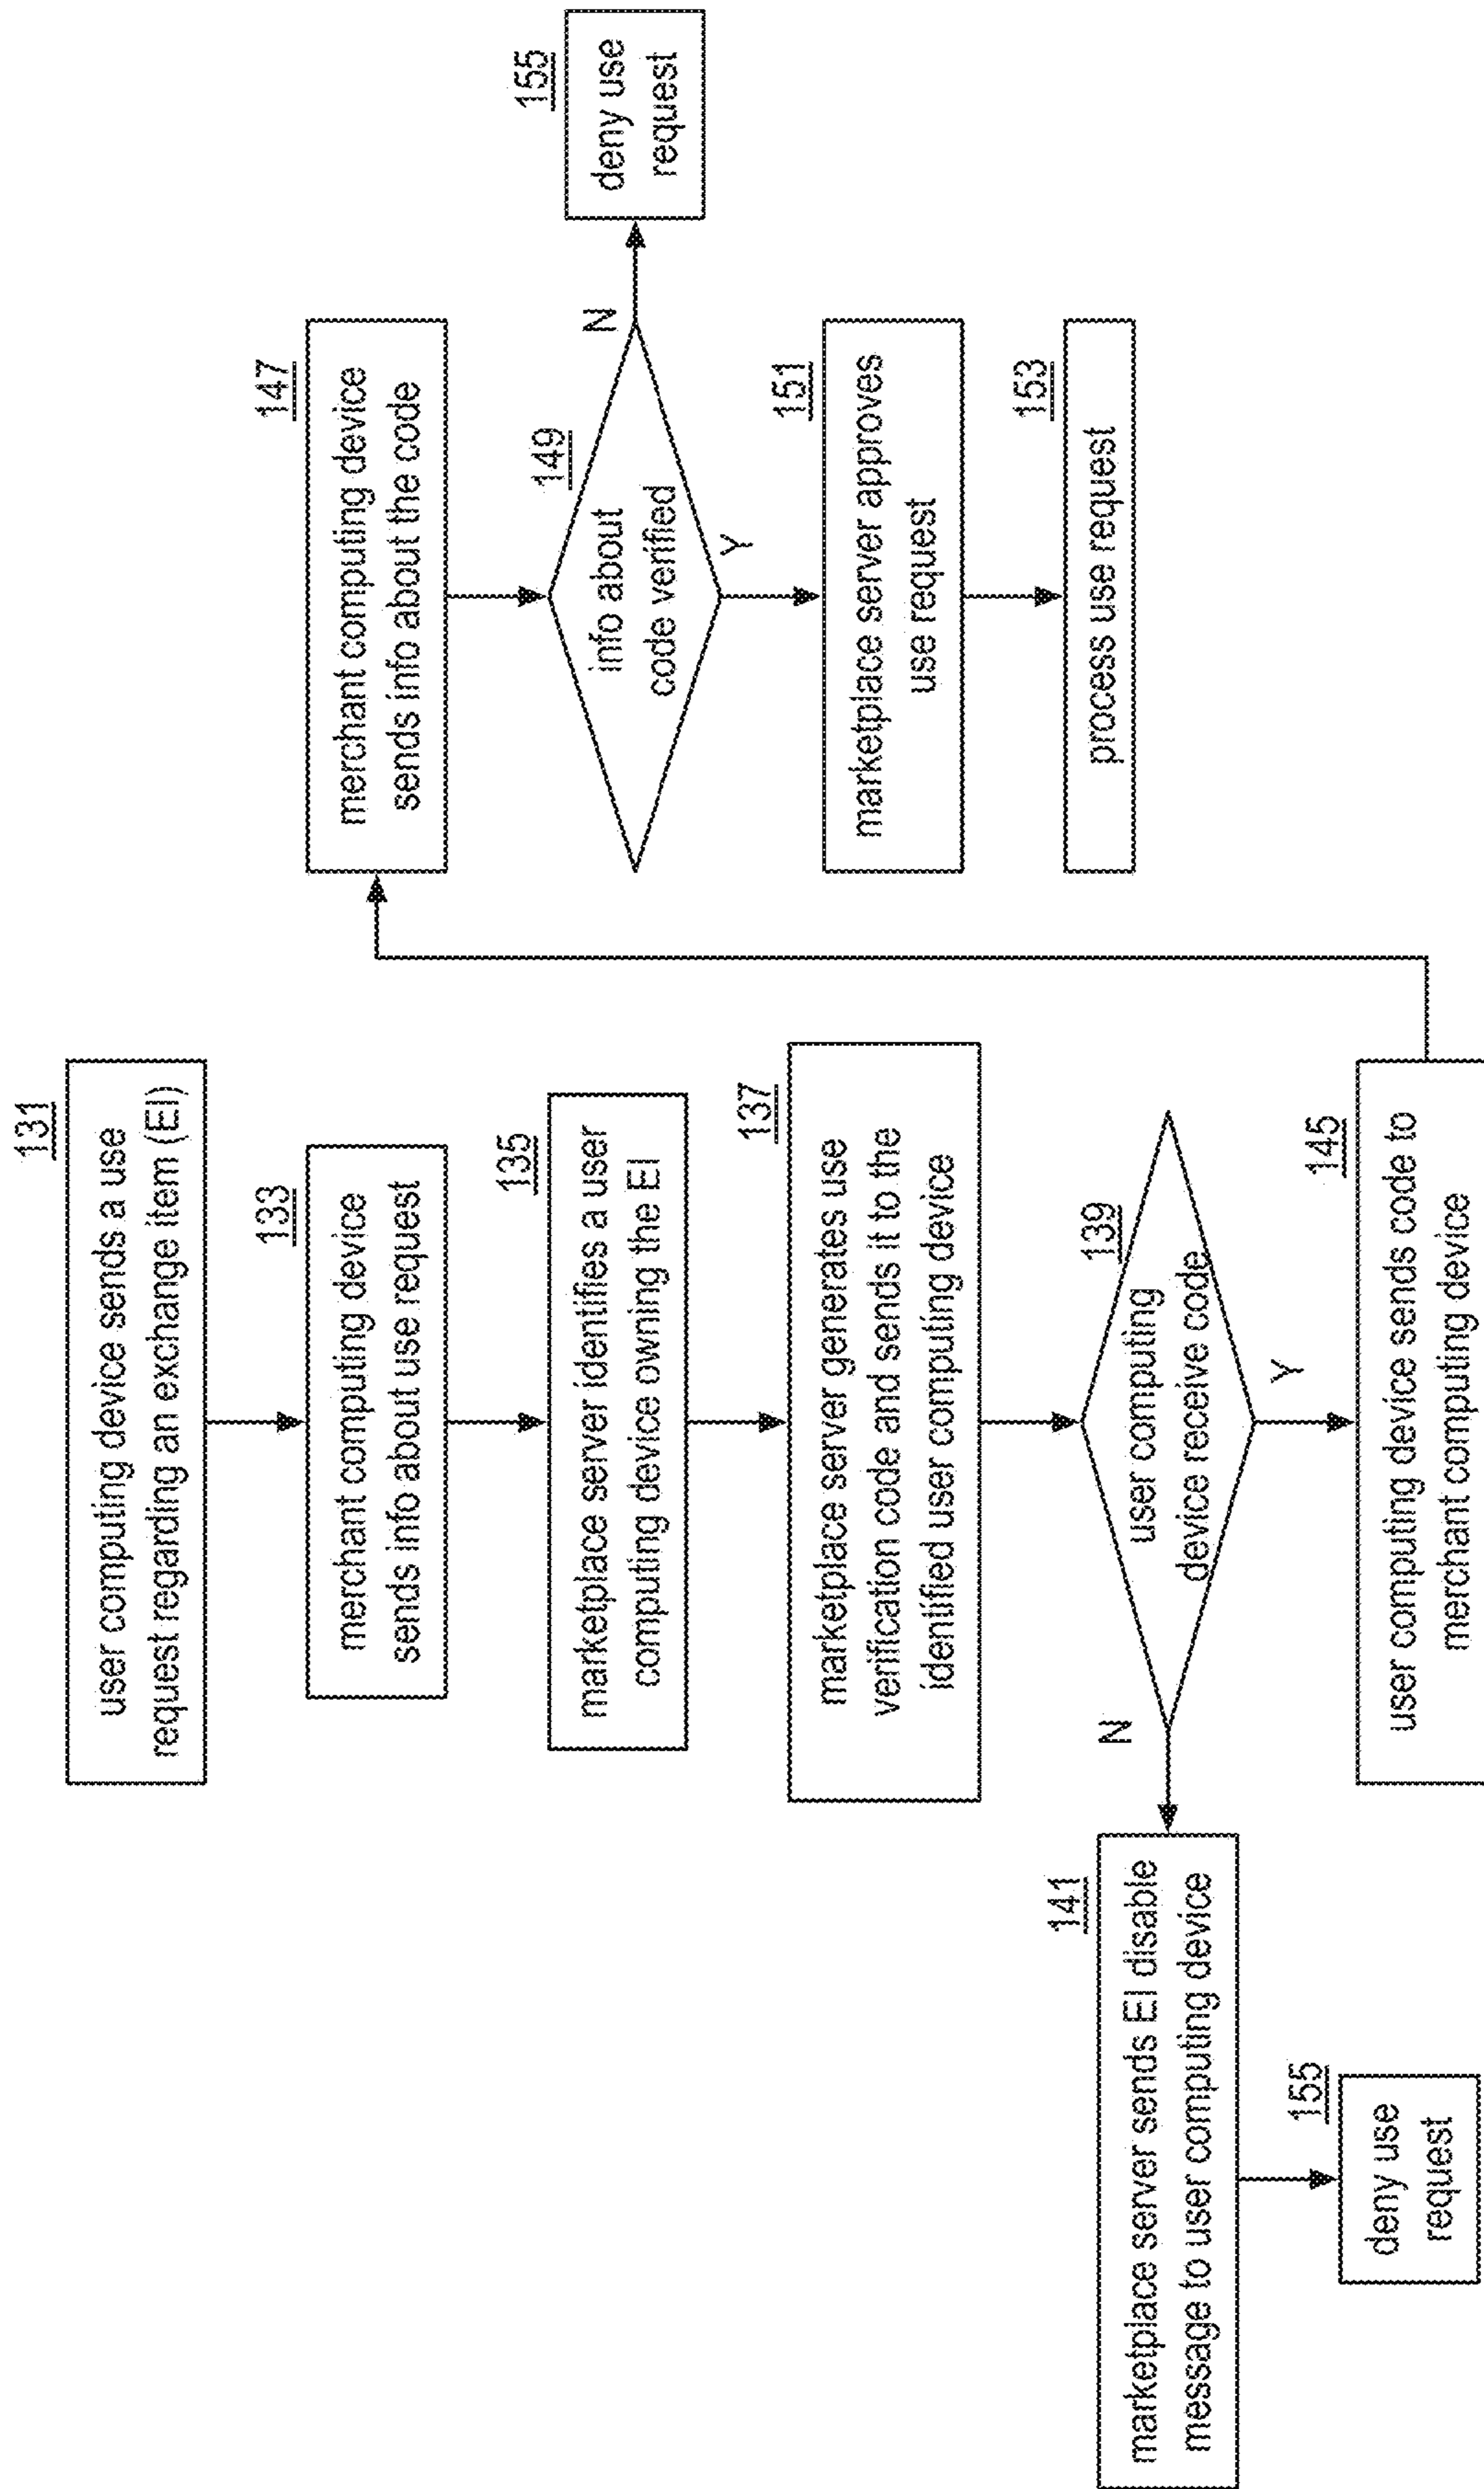 131
user computing device sends a use
request regarding an exchange item (EI)
133
merchant computing device
sends info about use request
135
marketplace server identifies a user
computing device owning the EI
137
marketplace server generates use
verification code and sends it to the
identified user computing device
139
user computing
device receive code
N
Y
141
marketplace server sends EI disable
message to user computing device
155
deny use
request
145
user computing device sends code to
merchant computing device
147
merchant computing device
sends info about the code
149
info about
code verified
N
Y
155
deny use
request
151
marketplace server approves
use request
153
process use request